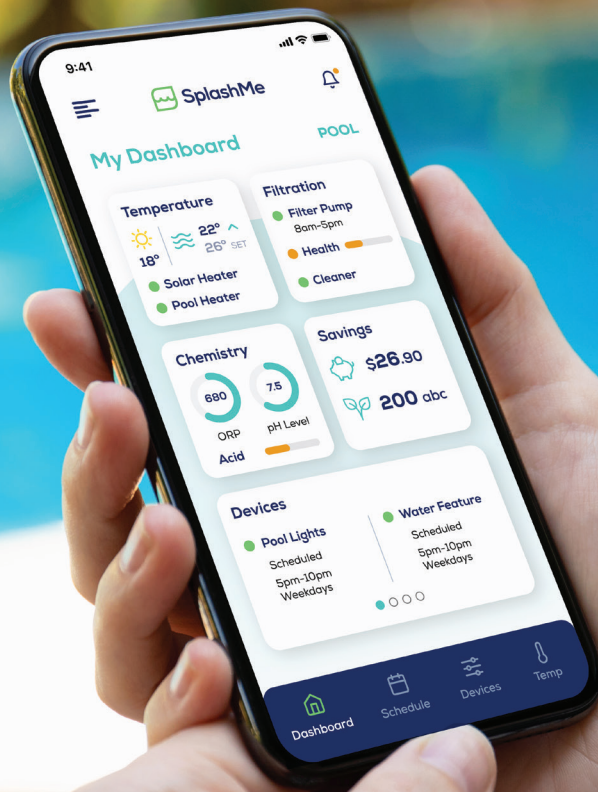 9:41
SplashMe
My Dashboard
POOL
Temperature
18°
22°
26° SET
Solar Heater
Pool Heater
Filtration
Filter Pump
8am-5pm
Health
Cleaner
Chemistry
680
ORP
7.5
pH Level
Acid
Savings
$26.90
200 abc
Devices
Pool Lights
Scheduled
5pm-10pm
Weekdays
Water Feature
Scheduled
5pm-10pm
Weekdays
Dashboard
Schedule
Devices
Temp